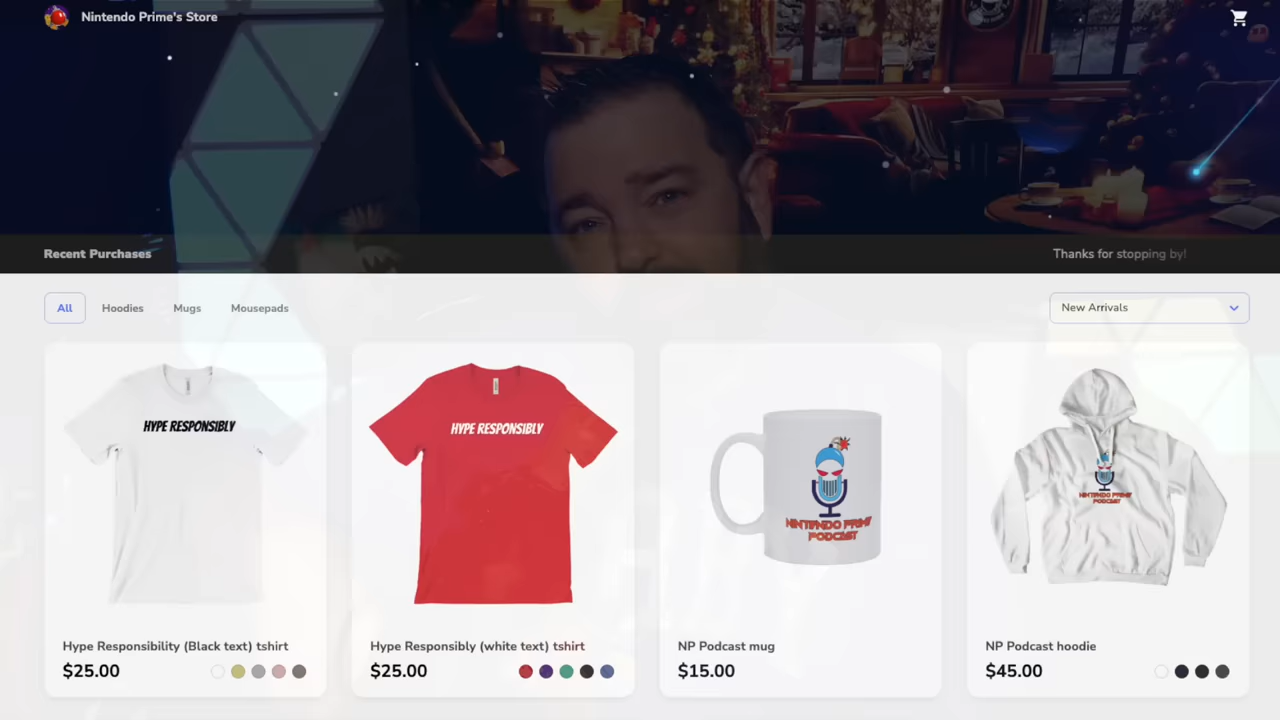 Nintendo Prime's Store
Recent Purchases
Thanks for stopping by!
All
Hoodies
Mugs
Mousepads
New Arrivals
HYPE RESPONSIBLY
HYPE RESPONSIBLY
NINTENDO PRIME
PODCAST
NINTENDO PRIME
PODCAST
Hype Responsibility (Black text) tshirt
$25.00
Hype Responsibly (white text) tshirt
$25.00
NP Podcast mug
$15.00
NP Podcast hoodie
$45.00